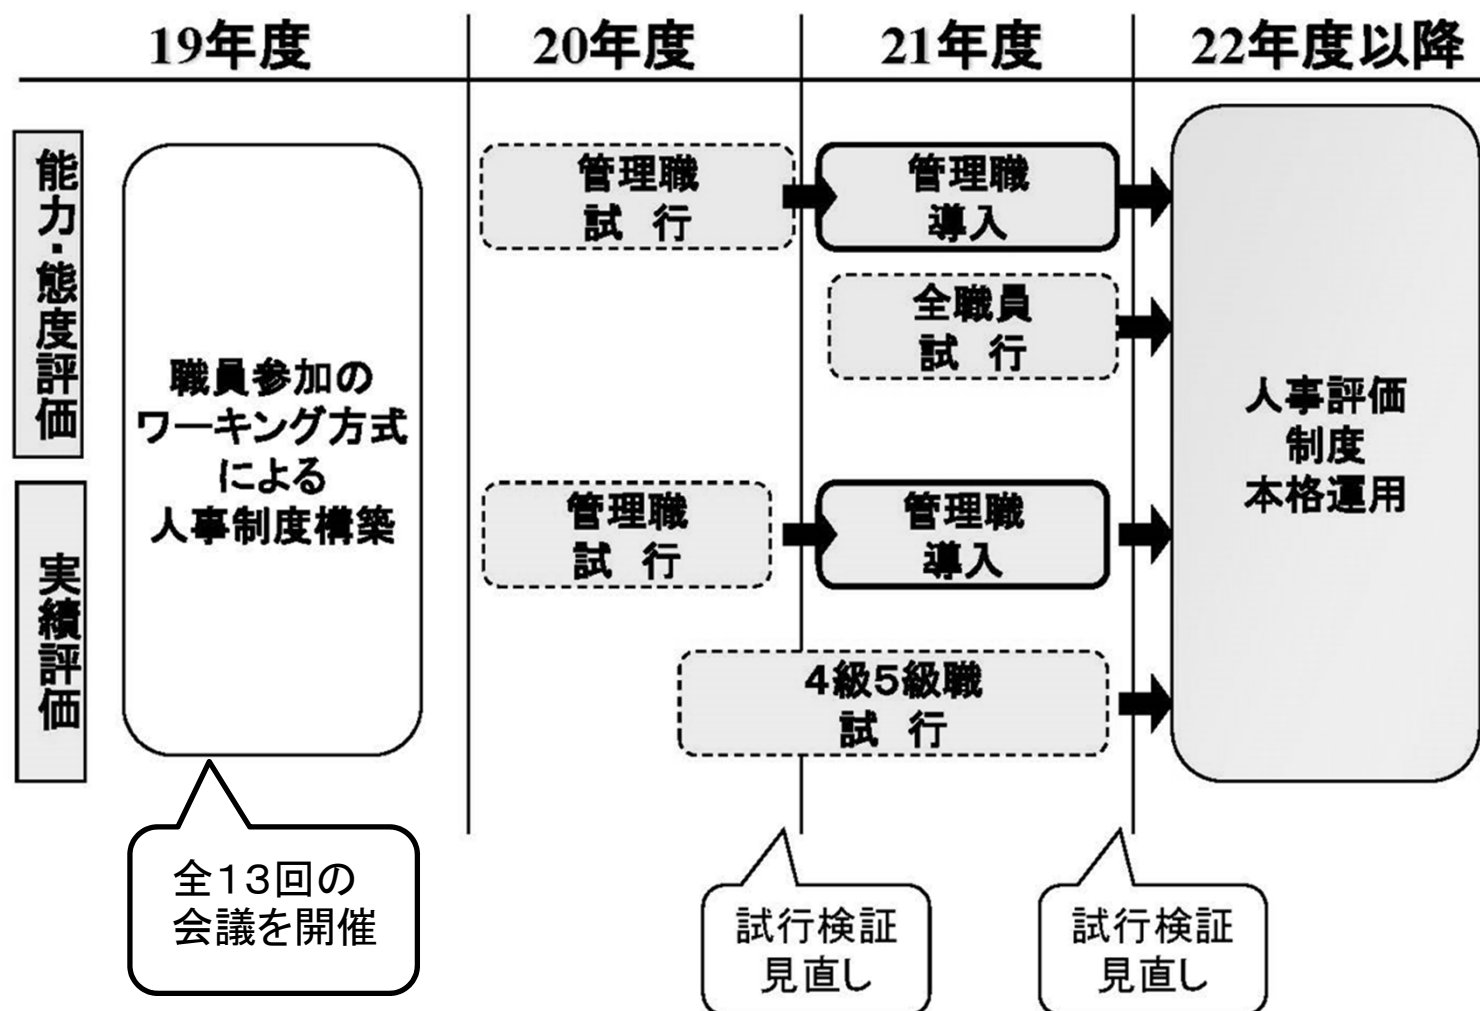 19年度
20年度
21年度
22年度以降
能力・態度評価
実績評価
職員参加の
ワーキング方式
による
人事制度構築
管理職
試 行
管理職
導入
全職員
試 行
管理職
試 行
管理職
導入
4級5級職
試 行
人事評価
制度
本格運用
全13回の
会議を開催
試行検証
見直し
試行検証
見直し